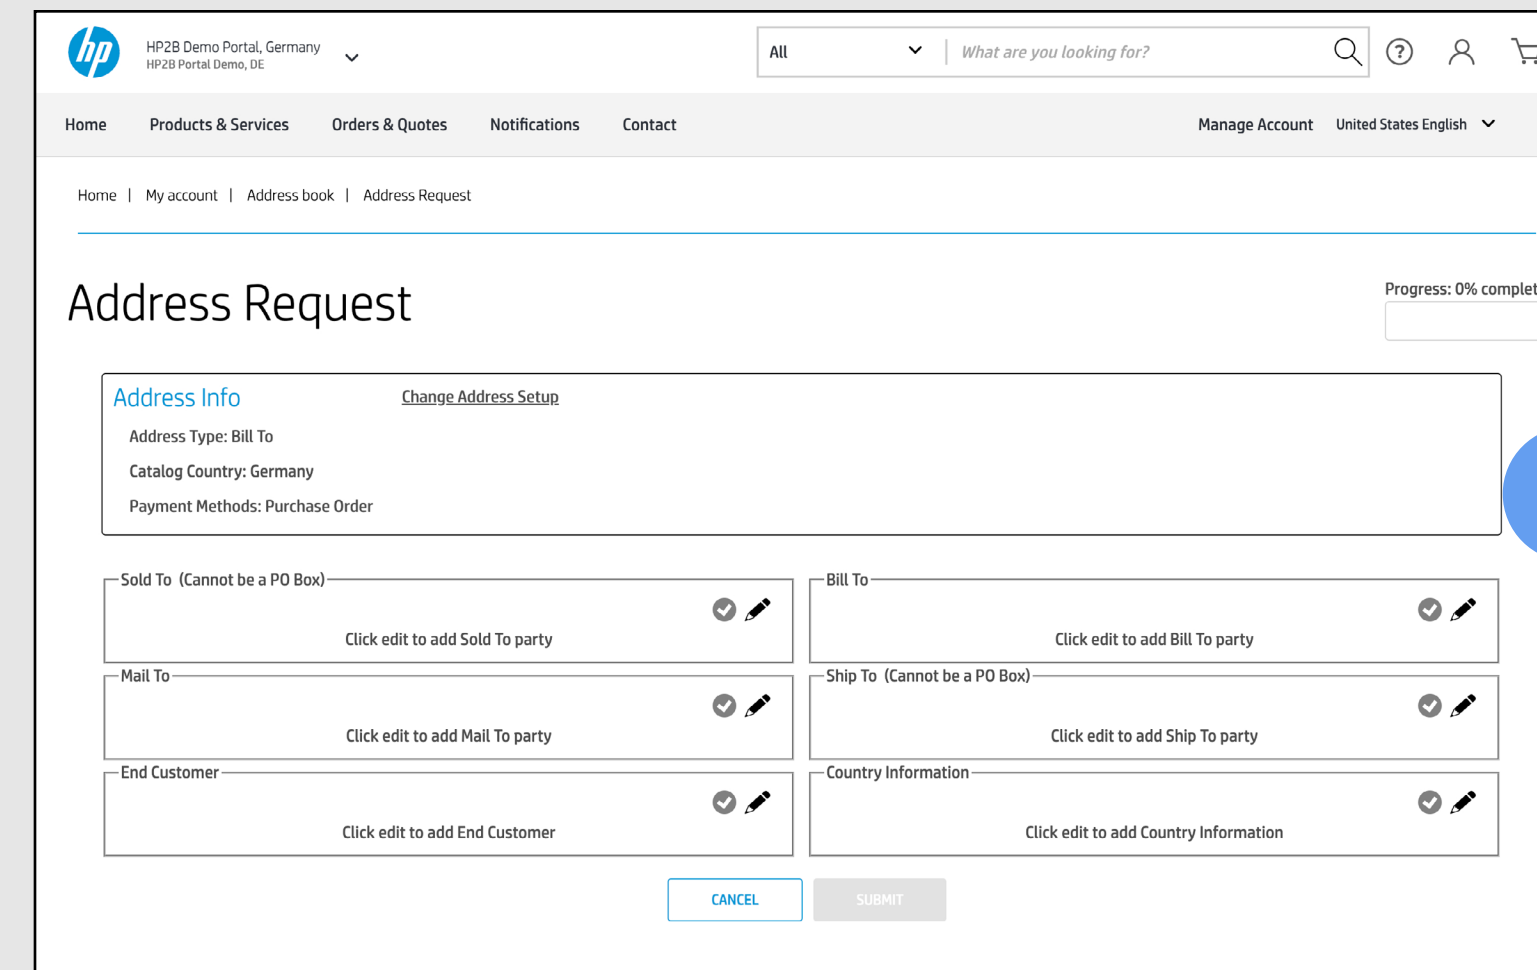 hp
HP2B Demo Portal, Germany
HP2B Portal Demo, DE
All
What are you looking for?
?
Home
Products & Services
Orders & Quotes
Notifications
Contact
Manage Account
United States English
Home | My account | Address book | Address Request
Address Request
Progress: 0% complet
Address Info
Change Address Setup
Address Type: Bill To
Catalog Country: Germany
Payment Methods: Purchase Order
Sold To (Cannot be a PO Box)
Click edit to add Sold To party
Bill To
Click edit to add Bill To party
Mail To
Click edit to add Mail To party
Ship To (Cannot be a PO Box)
Click edit to add Ship To party
End Customer
Click edit to add End Customer
Country Information
Click edit to add Country Information
CANCEL
SUBMIT